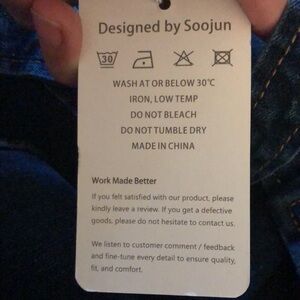 Designed by Soojun
30
WASH AT OR BELOW 30°C
IRON, LOW TEMP
DO NOT BLEACH
DO NOT TUMBLE DRY
MADE IN CHINA
Work Made Better
If you felt satisfied with our product, please
kindly leave a review. If you get a defective
goods, please do not hesitate to contact us.
We listen to customer comment / feedback
and fine-tune every detail to ensure quality,
fit, and comfort.